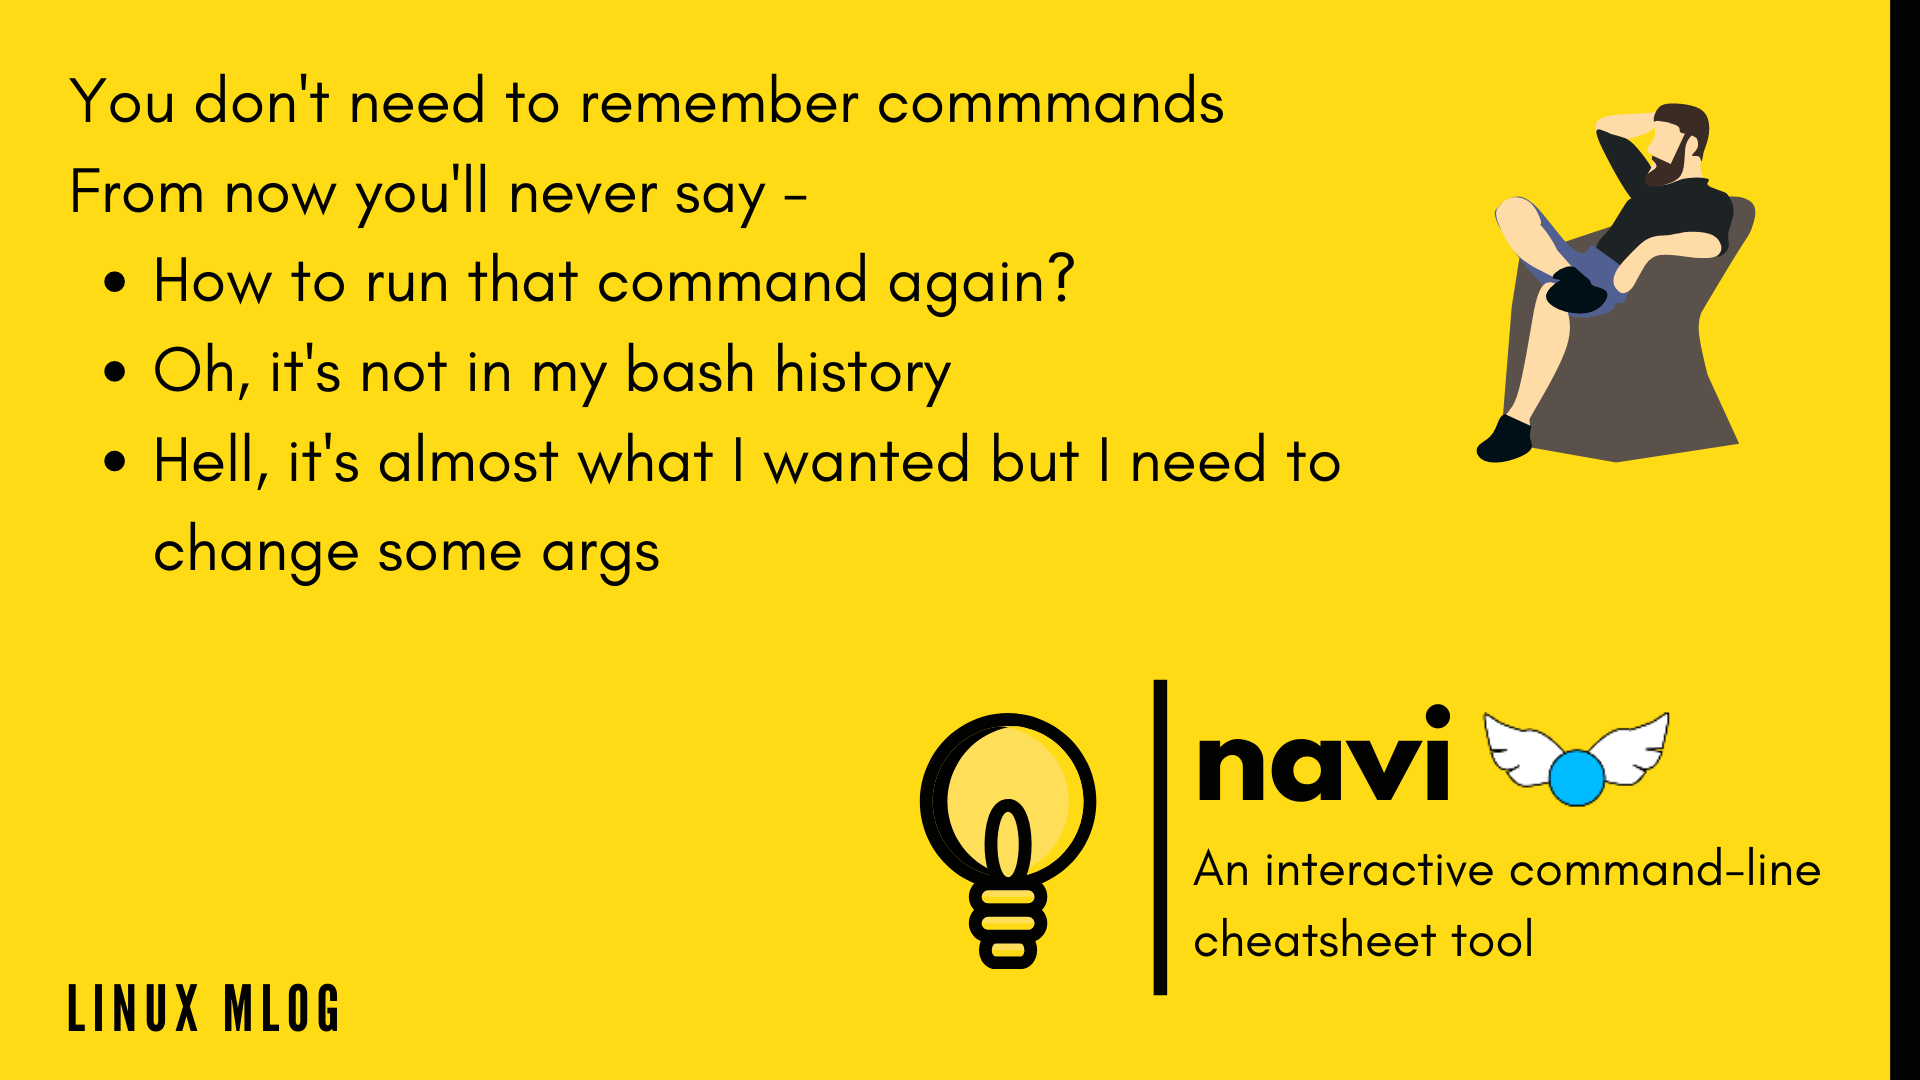 You don't need to remember commmands
From now you'll never say -
• How to run that command again?
• Oh, it's not in my bash history
• Hell, it's almost what I wanted but I need to
change some args
navi
An interactive command-line
cheatsheet tool
LINUX MLOG